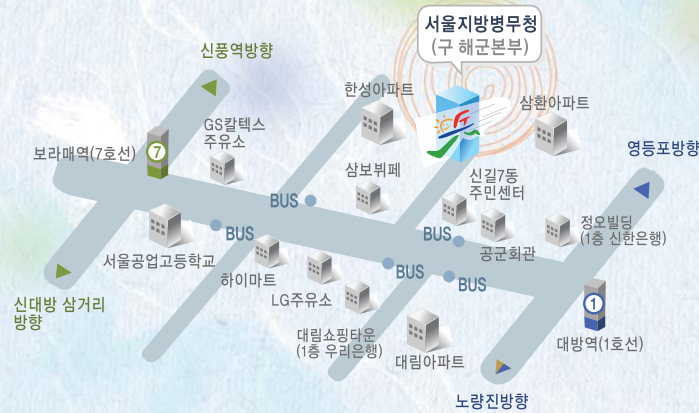 서울지방병무청
(구 해군본부)
신풍역방향
한성아파트
삼환아파트
GS칼텍스
주유소
보라매역(7호선)
7
영등포방향
삼보뷔페
신길7동
주민센터
BUS
BUS
BUS
정오빌딩
(1층 신한은행)
공군회관
서울공업고등학교
하이마트
BUS
BUS
LG주유소
신대방 삼거리
방향
1
대림쇼핑타운
(1층 우리은행)
대림아파트
대방역(1호선)
노량진방향